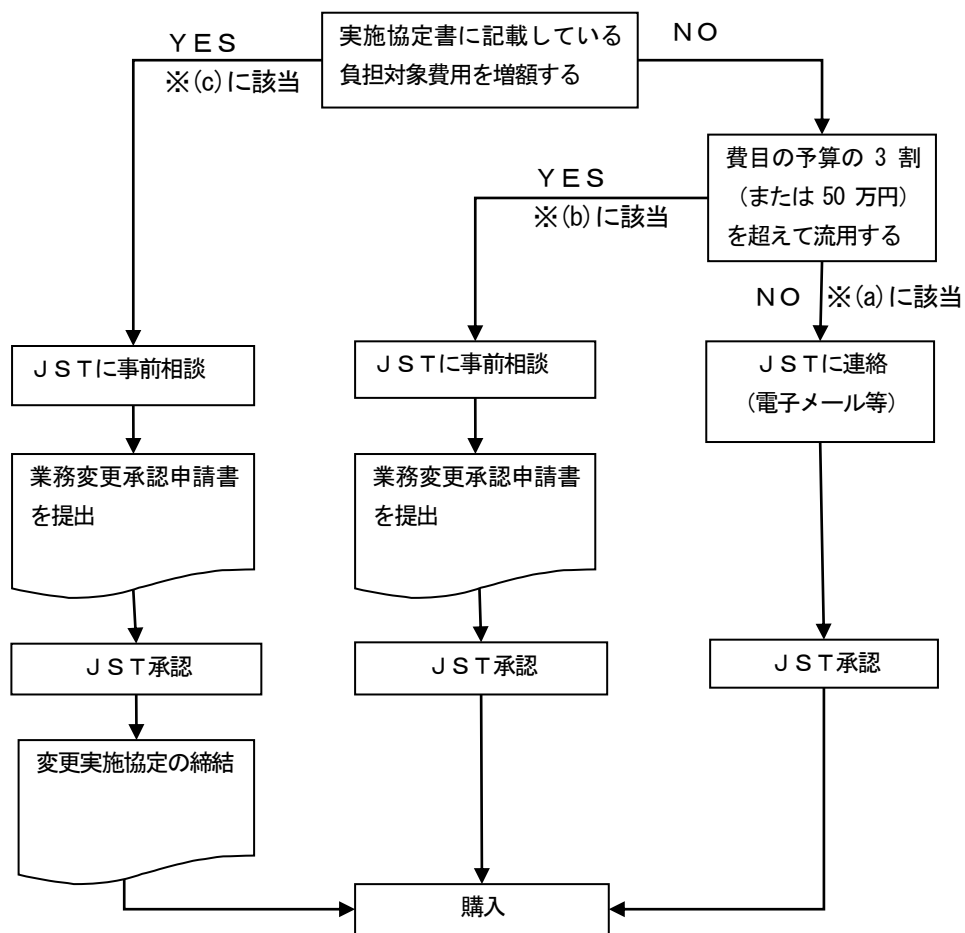 実施協定書に記載している
負担対象費用を増額する
ＹＥＳ
※(c)に該当
ＮＯ
費目の予算の 3 割
（または 50 万円）
を超えて流用する
ＹＥＳ
※(b)に該当
ＮＯ ※(a)に該当
ＪＳＴに事前相談
ＪＳＴに事前相談
ＪＳＴに連絡
（電子メール等）
業務変更承認申請書
を提出
業務変更承認申請書
を提出
ＪＳＴ承認
ＪＳＴ承認
ＪＳＴ承認
変更実施協定の締結
購入